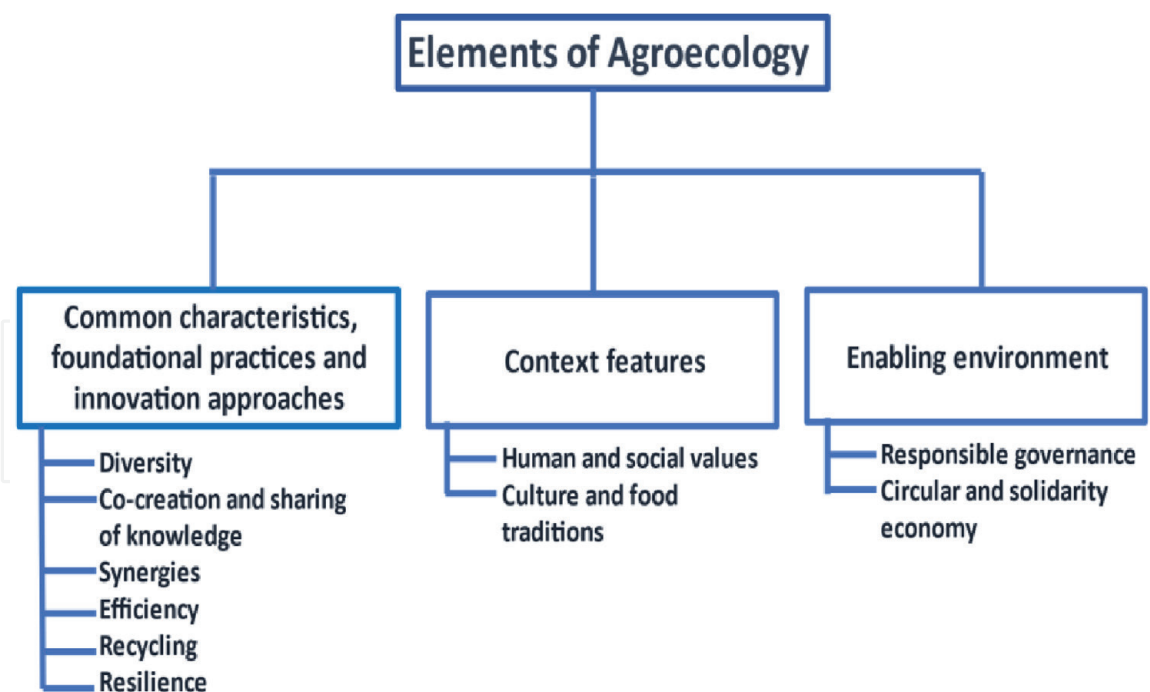 Elements of Agroecology
Common characteristics,
foundational practices and
innovation approaches
Diversity
Co-creation and sharing
of knowledge
Synergies
Efficiency
Recycling
Resilience
Context features
Human and social values
Culture and food
traditions
Enabling environment
Responsible governance
Circular and solidarity
economy